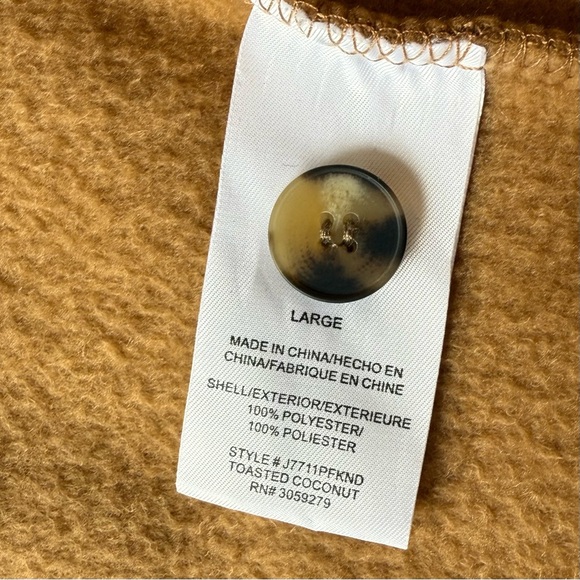 LARGE
MADE IN CHINA/HECHO EN
CHINA/FABRIQUE EN CHINE
SHELL/EXTERIOR/EXTERIEURE
100% POLYESTER/
100% POLIESTER
STYLE # J7711PFKND
TOASTED COCONUT
RN# 3059279